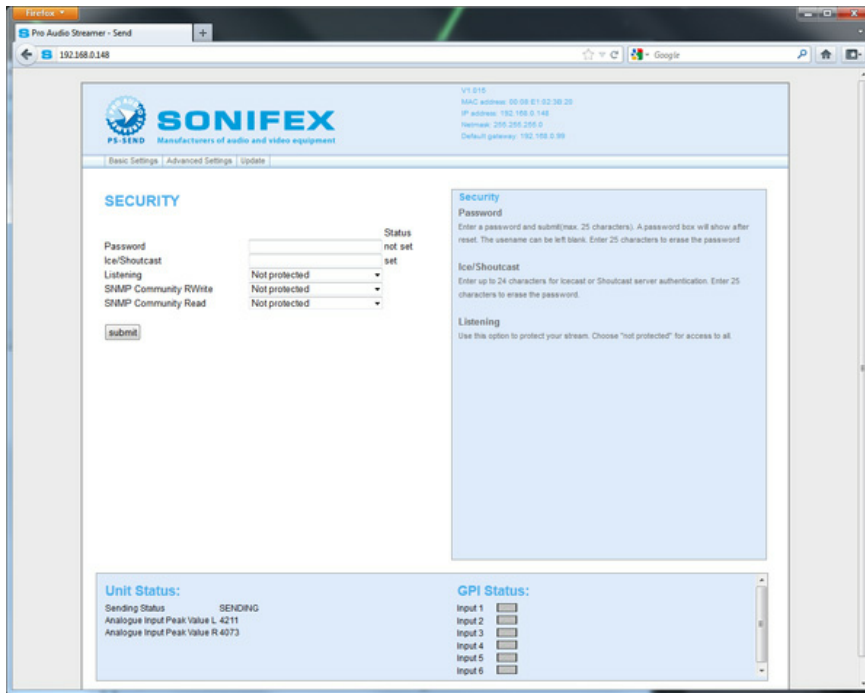 Firefox
Pro Audio Streamer - Send
192.168.0.148
Google
V1.015
MAC address: 00:08:E1:02:3B:20
IP address: 192.168.0.148
Netmask: 255.255.255.0
Default gateway: 192.168.0.99
SONIFEX
PS-SEND Manufacturers of audio and video equipment
Basic Settings | Advanced Settings | Update |
SECURITY
Status
Password not set
Ice/Shoutcast set
Listening Not protected
SNMP Community RWrite Not protected
SNMP Community Read Not protected
submit
Security
Password
Enter a password and submit(max. 25 characters). A password box will show after
reset. The usename can be left blank. Enter 25 characters to erase the password
Ice/Shoutcast
Enter up to 24 characters for Icecast or Shoutcast server authentication. Enter 25
characters to erase the password.
Listening
Use this option to protect your stream. Choose "not protected" for access to all.
Unit Status:
Sending Status SENDING
Analogue Input Peak Value L 4211
Analogue Input Peak Value R 4073
GPI Status:
Input 1
Input 2
Input 3
Input 4
Input 5
Input 6